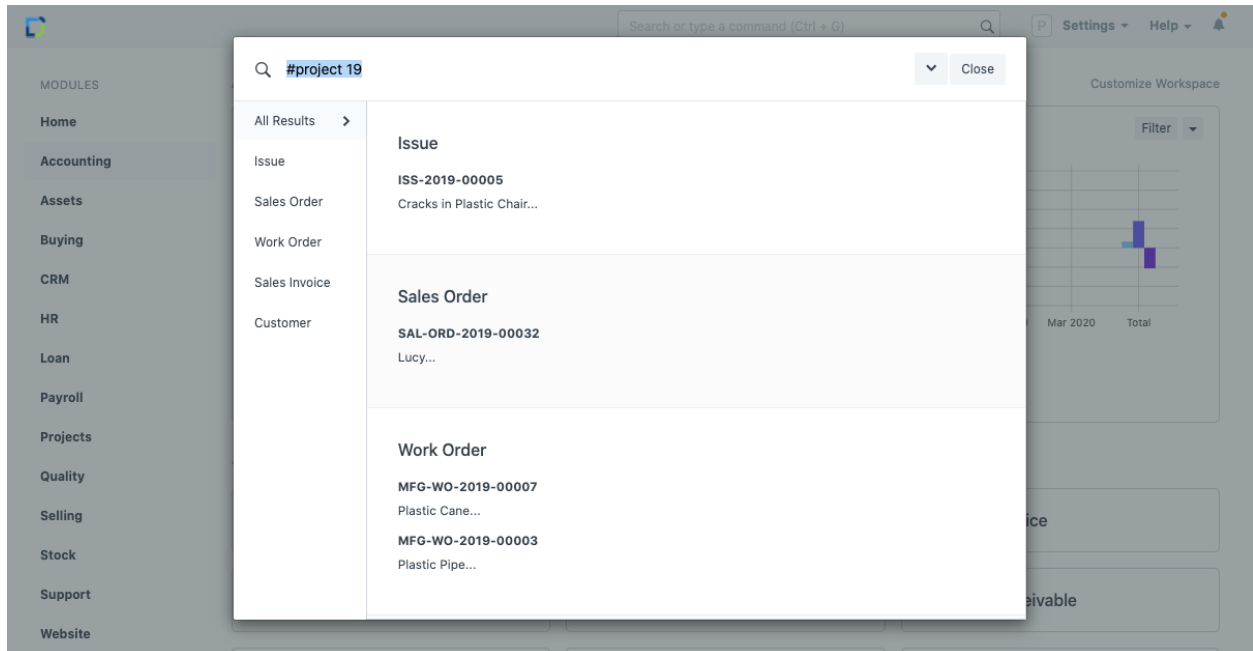 Search or type a command (Ctrl + G)
P Settings Help
#project 19
Close
MODULES
Home
Accounting
Assets
Buying
CRM
HR
Loan
Payroll
Projects
Quality
Selling
Stock
Support
Website
Customize Workspace
Filter
All Results
Issue
Sales Order
Work Order
Sales Invoice
Customer
Issue
ISS-2019-00005
Cracks in Plastic Chair...
Sales Order
SAL-ORD-2019-00032
Lucy...
Work Order
MFG-WO-2019-00007
Plastic Cane...
MFG-WO-2019-00003
Plastic Pipe...
Mar 2020 Total
ice
eivable